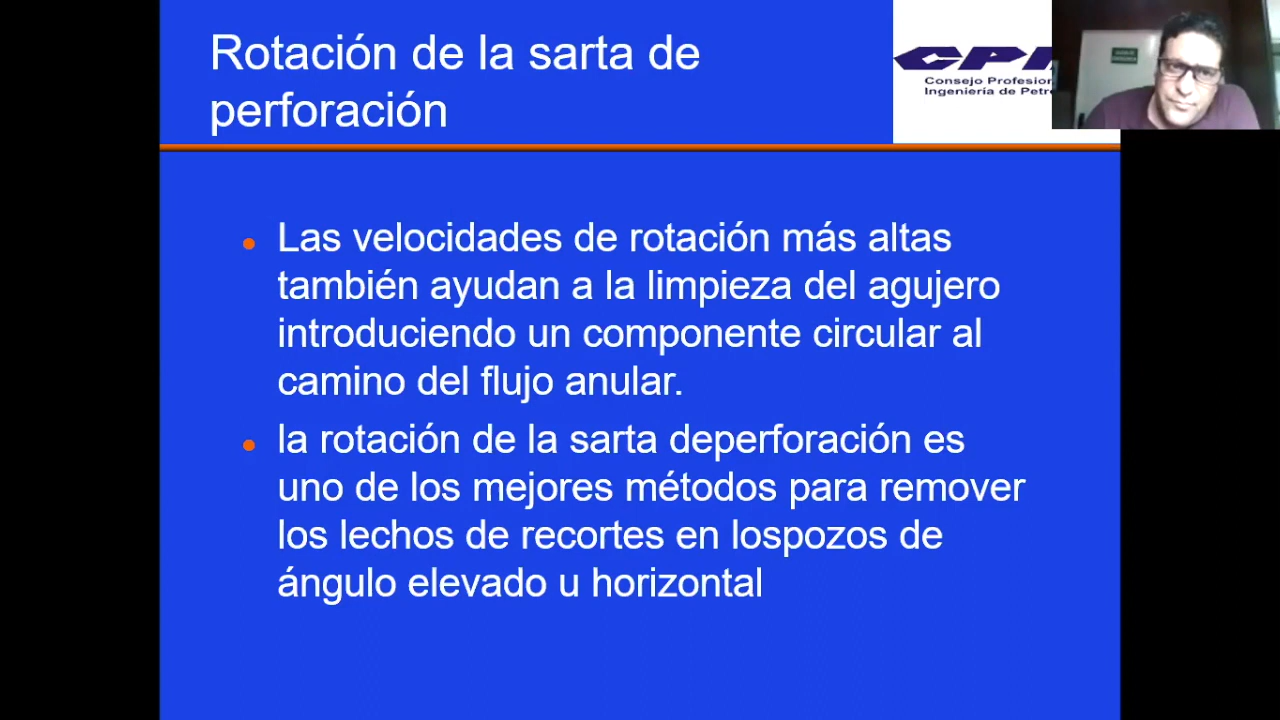 Rotación de la sarta de
perforación
Consejo
Ingeniería de
Las velocidades de rotación más altas
también ayudan a la limpieza del agujero
introduciendo un componente circular al
camino del flujo anular.
la rotación de la sarta deperforación es
uno de los mejores métodos para remover
los lechos de recortes en lospozos de
ángulo elevado u horizontal